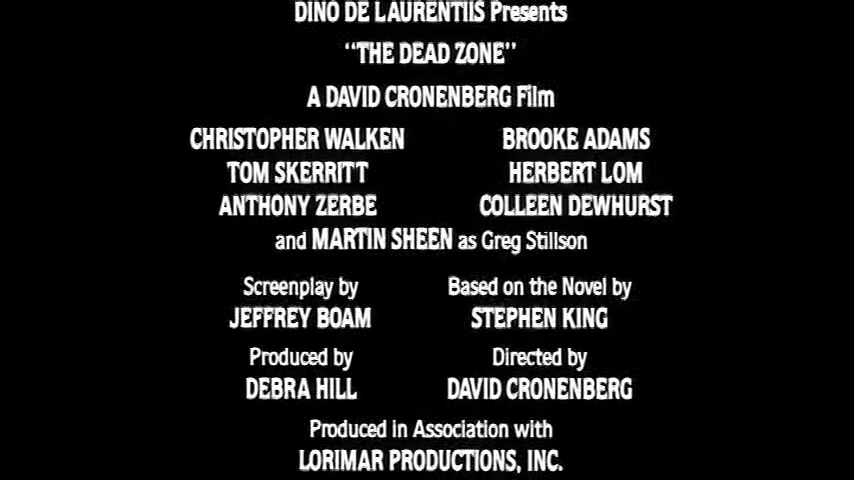 DINO DE LAURENTIIS Presents
"THE DEAD ZONE"
A DAVID CRONENBERG Film
CHRISTOPHER WALKEN BROOKE ADAMS
TOM SKERRITT HERBERT LOM
ANTHONY ZERBE COLLEEN DEWHURST
and MARTIN SHEEN as Greg Stillson
Screenplay by Based on the Novel by
JEFFREY BOAM STEPHEN KING
Produced by Directed by
DEBRA HILL DAVID CRONENBERG
Produced in Association with
LORIMAR PRODUCTIONS, INC.